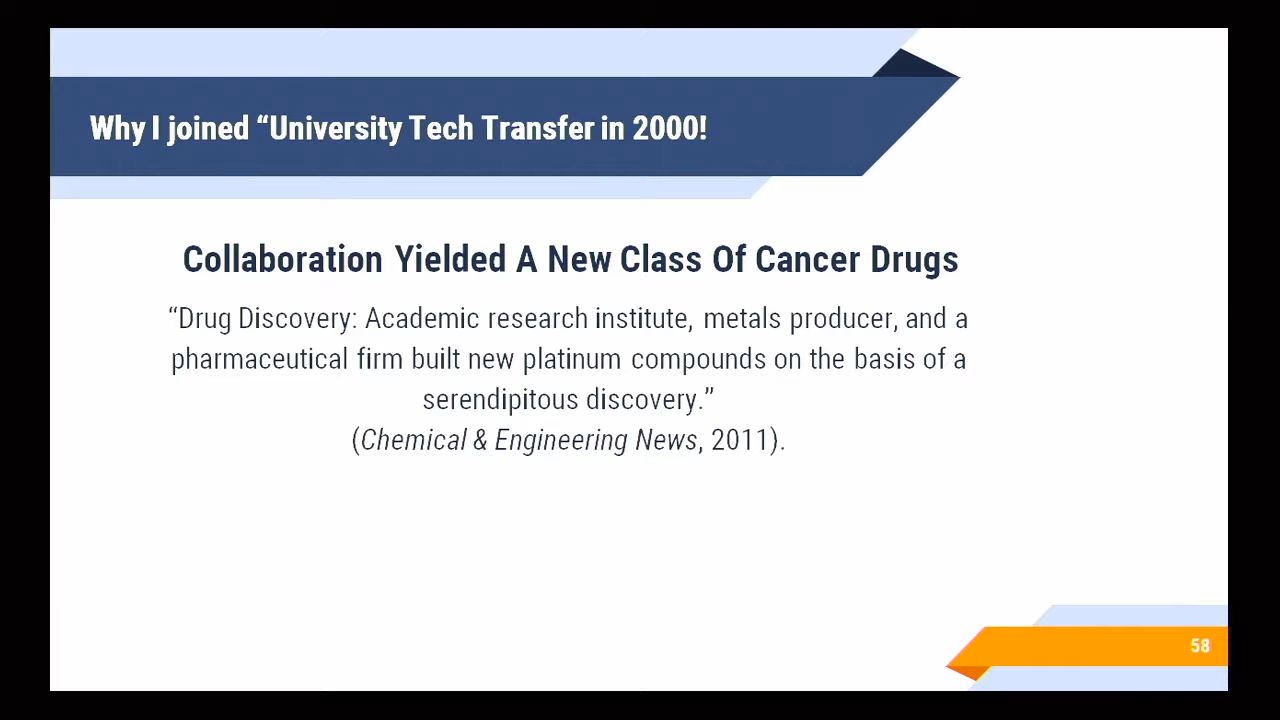 Why I joined “University Tech Transfer in 2000!
Collaboration Yielded A New Class Of Cancer Drugs
“Drug Discovery: Academic research institute, metals producer, and a
pharmaceutical firm built new platinum compounds on the basis of a
serendipitous discovery.”
(Chemical & Engineering News, 2011).
58